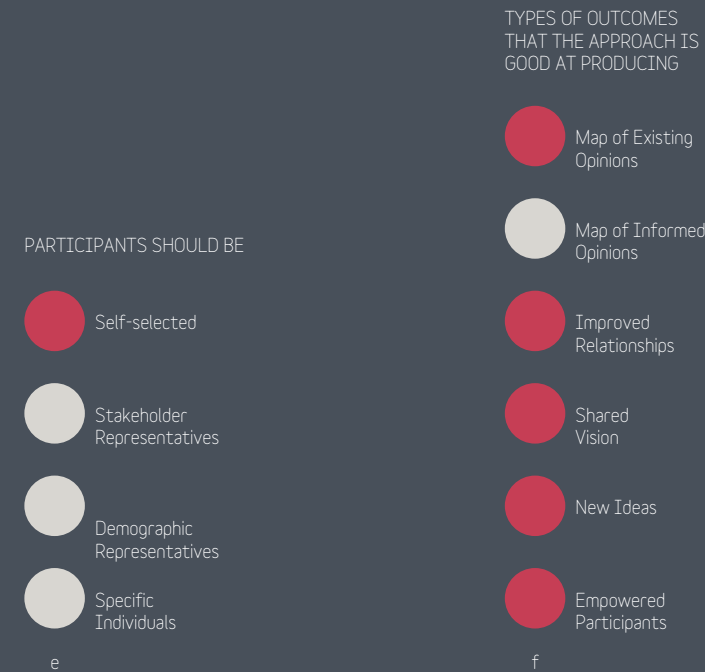 PARTICIPANTS SHOULD BE
Self-selected
Stakeholder
Representatives
Demographic
Representatives
Specific
Individuals
e
TYPES OF OUTCOMES
THAT THE APPROACH IS
GOOD AT PRODUCING
Map of Existing
Opinions
Map of Informed
Opinions
Improved
Relationships
Shared
Vision
New Ideas
Empowered
Participants
f